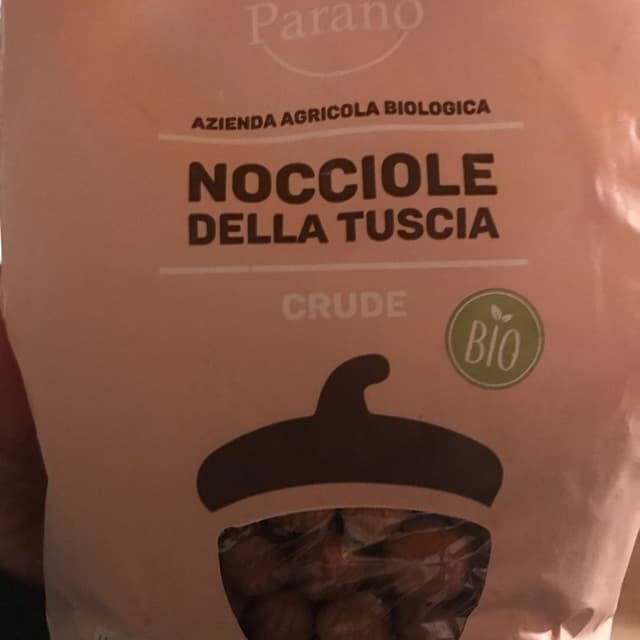 Parano
AZIENDA AGRICOLA BIOLOGICA
NOCCIOLE
DELLA TUSCIA
CRUDE
BIO